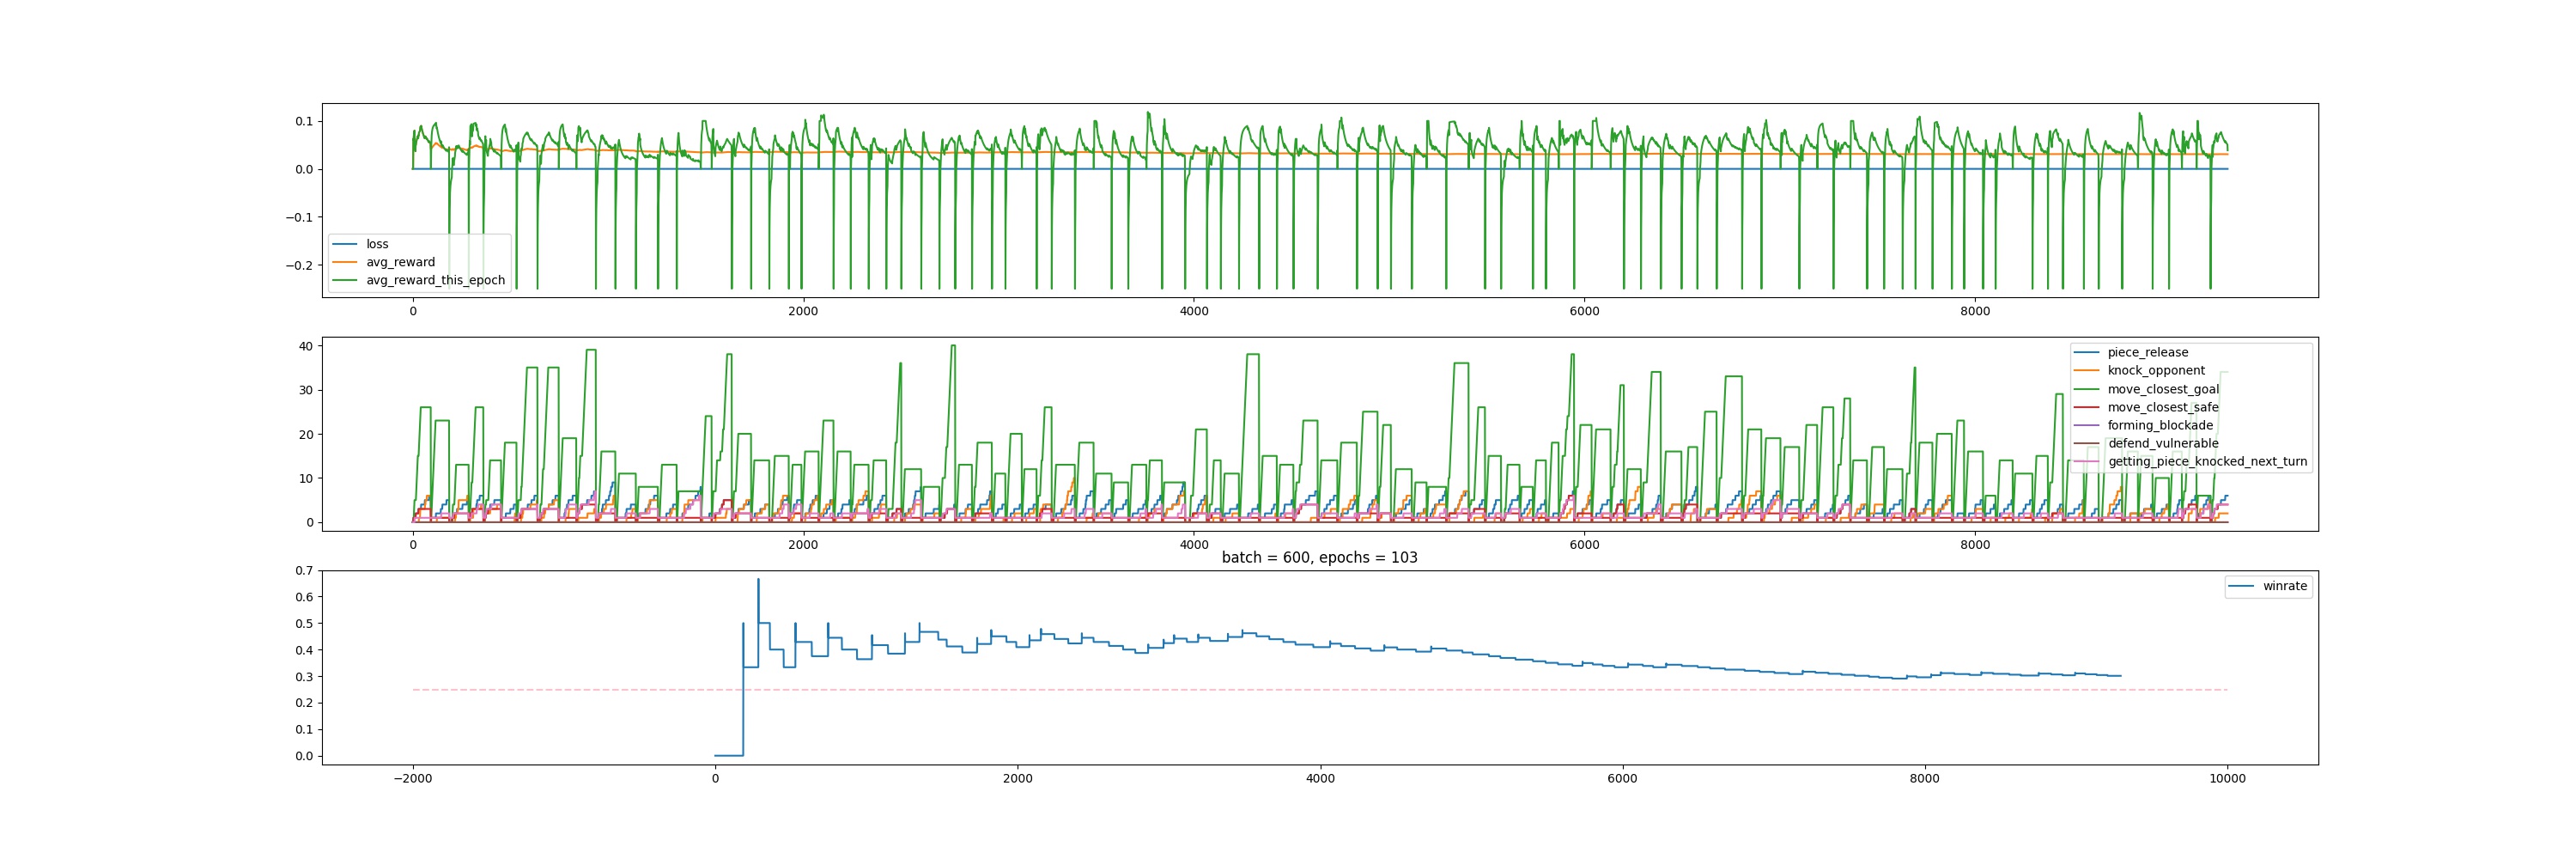 0.1
0.0
−0.1
−0.2
loss
avg_reward
avg_reward_this_epoch
0 2000 4000 6000 8000
40
30
20
10
0
piece_release
knock_opponent
move_closest_goal
move_closest_safe
forming_blockade
defend_vulnerable
getting_piece_knocked_next_turn
0 2000 4000 6000 8000
batch = 600, epochs = 103
0.7
0.6
0.5
0.4
0.3
0.2
0.1
0.0
winrate
−2000 0 2000 4000 6000 8000 10000